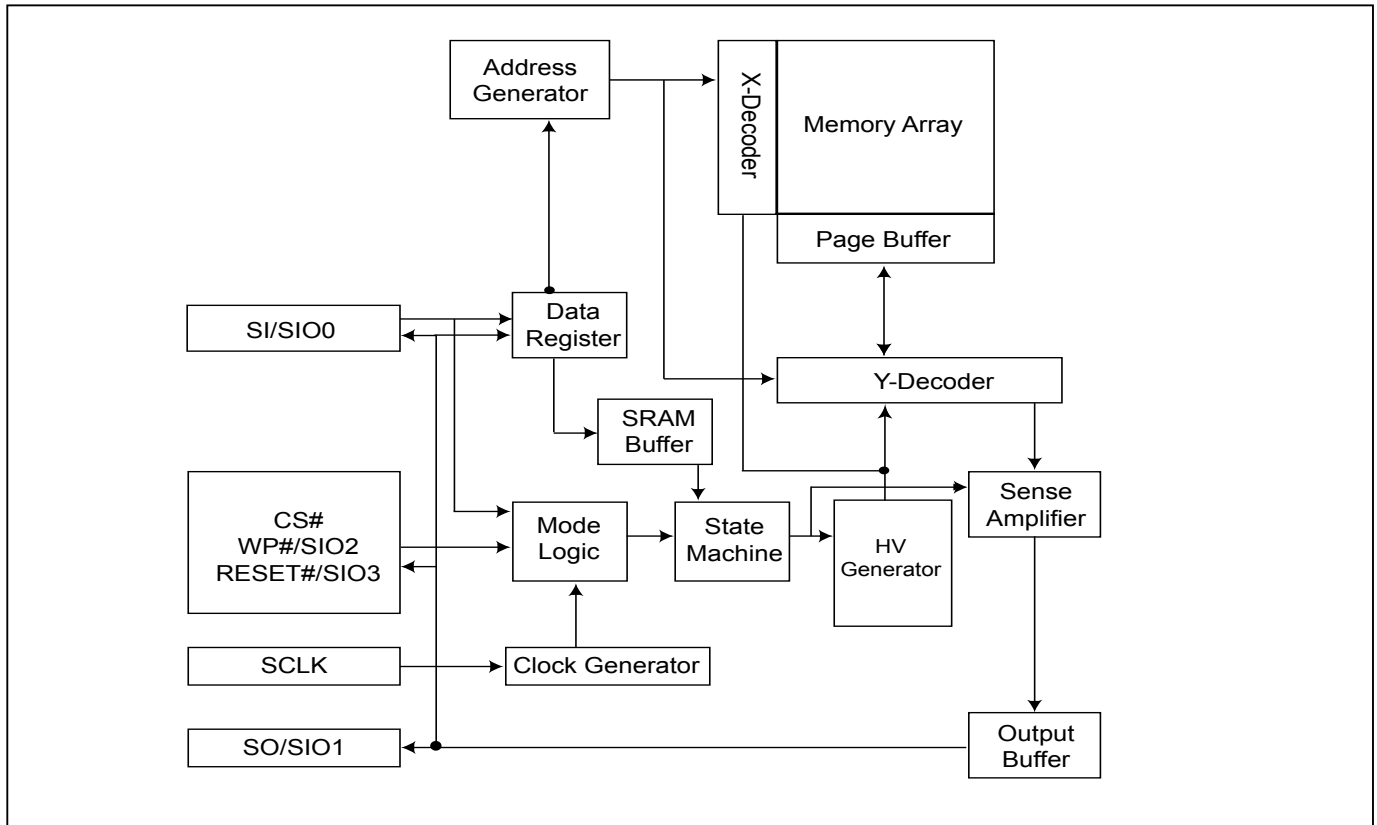 Address
Generator
X-Decoder
Memory Array
Page Buffer
SI/SIO0
Data
Register
Y-Decoder
SRAM
Buffer
CS#
WP#/SIO2
RESET#/SIO3
Mode
Logic
State
Machine
HV
Generator
Sense
Amplifier
SCLK
Clock Generator
SO/SIO1
Output
Buffer